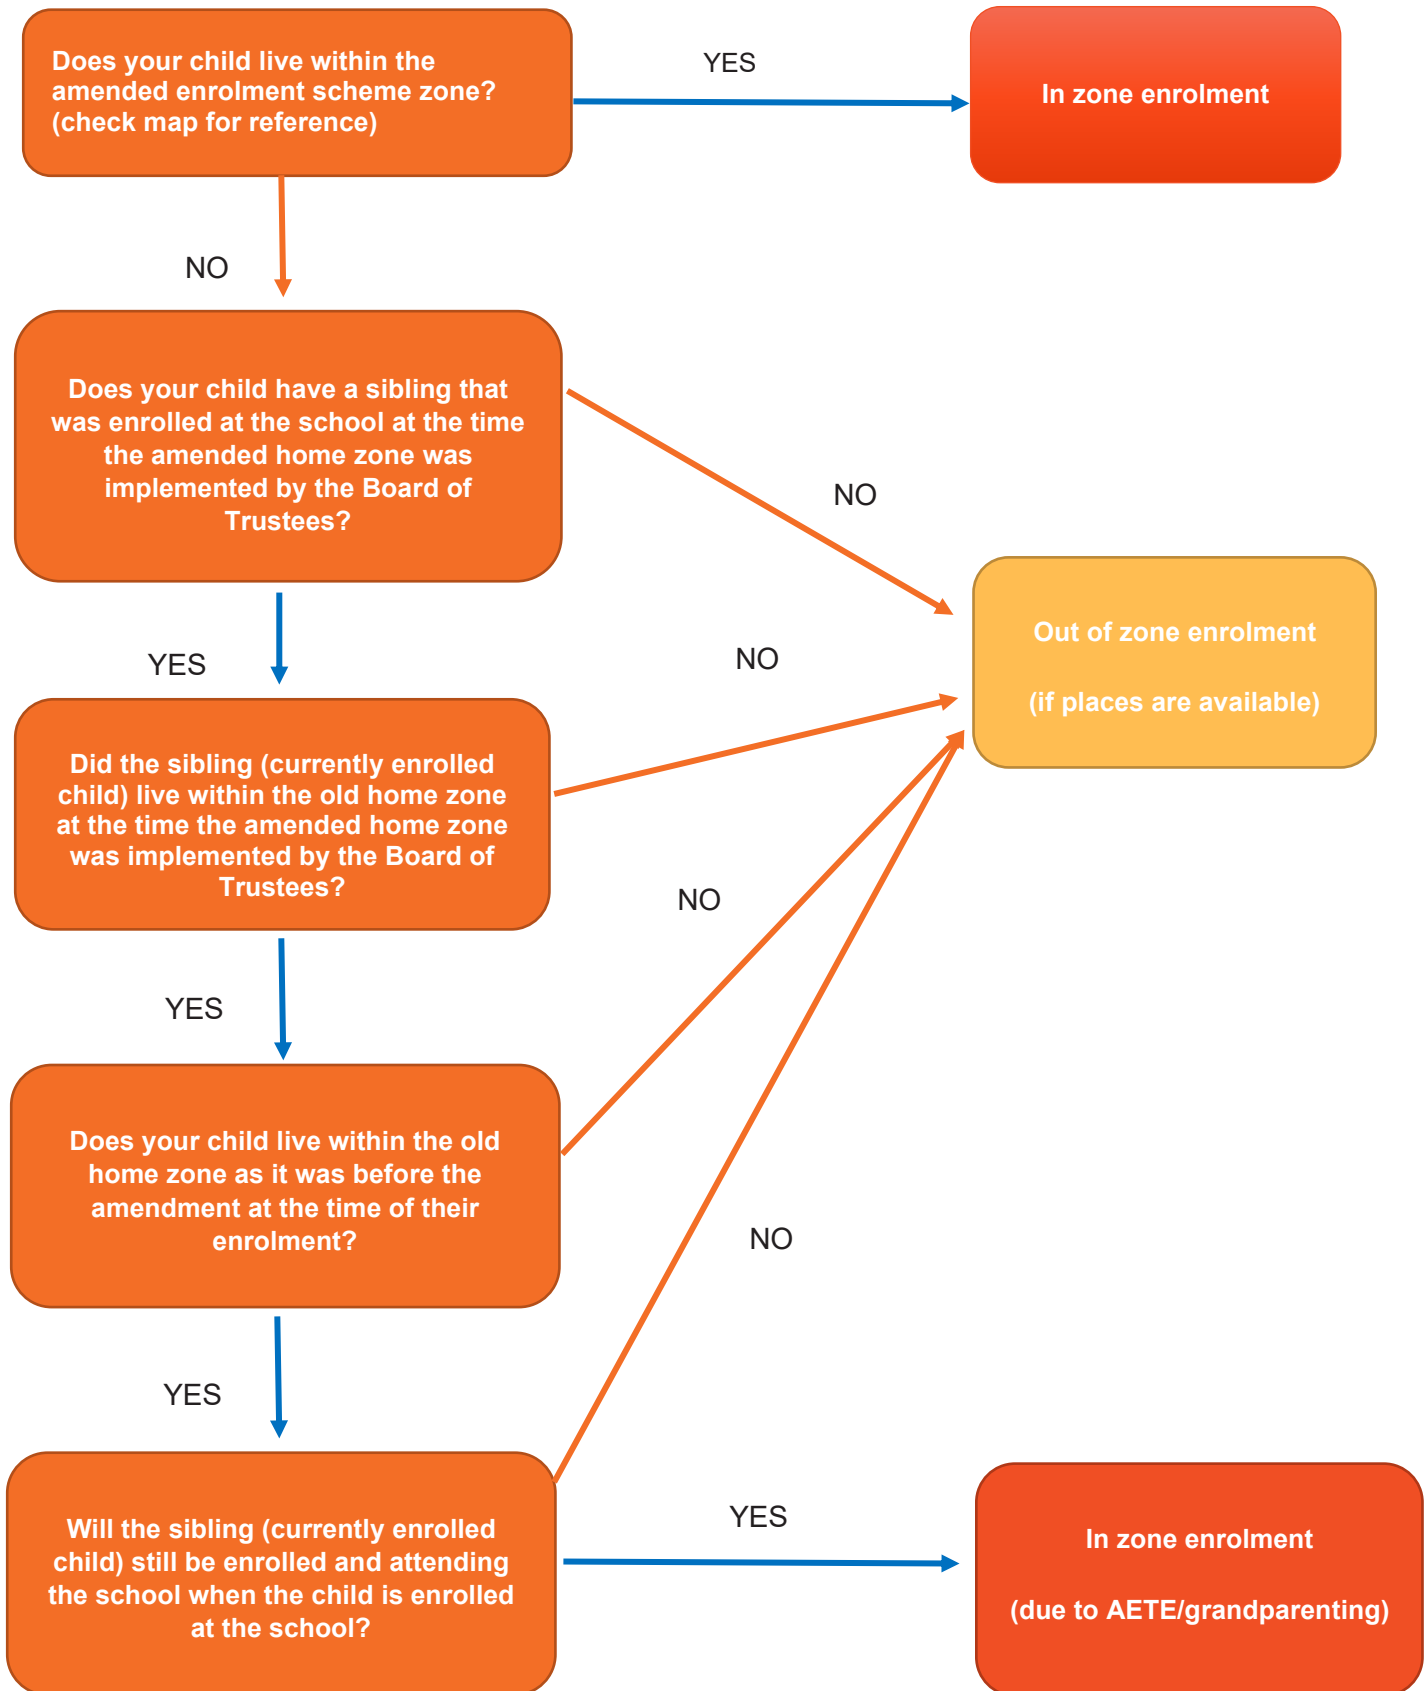 Does your child live within the
amended enrolment scheme zone?
(check map for reference)
YES
In zone enrolment
NO
Does your child have a sibling that
was enrolled at the school at the time
the amended home zone was
implemented by the Board of
Trustees?
NO
Out of zone enrolment
(if places are available)
YES
NO
Did the sibling (currently enrolled
child) live within the old home zone
at the time the amended home zone
was implemented by the Board of
Trustees?
NO
YES
Does your child live within the old
home zone as it was before the
amendment at the time of their
enrolment?
NO
YES
Will the sibling (currently enrolled
child) still be enrolled and attending
the school when the child is enrolled
at the school?
YES
In zone enrolment
(due to AETE/grandparenting)